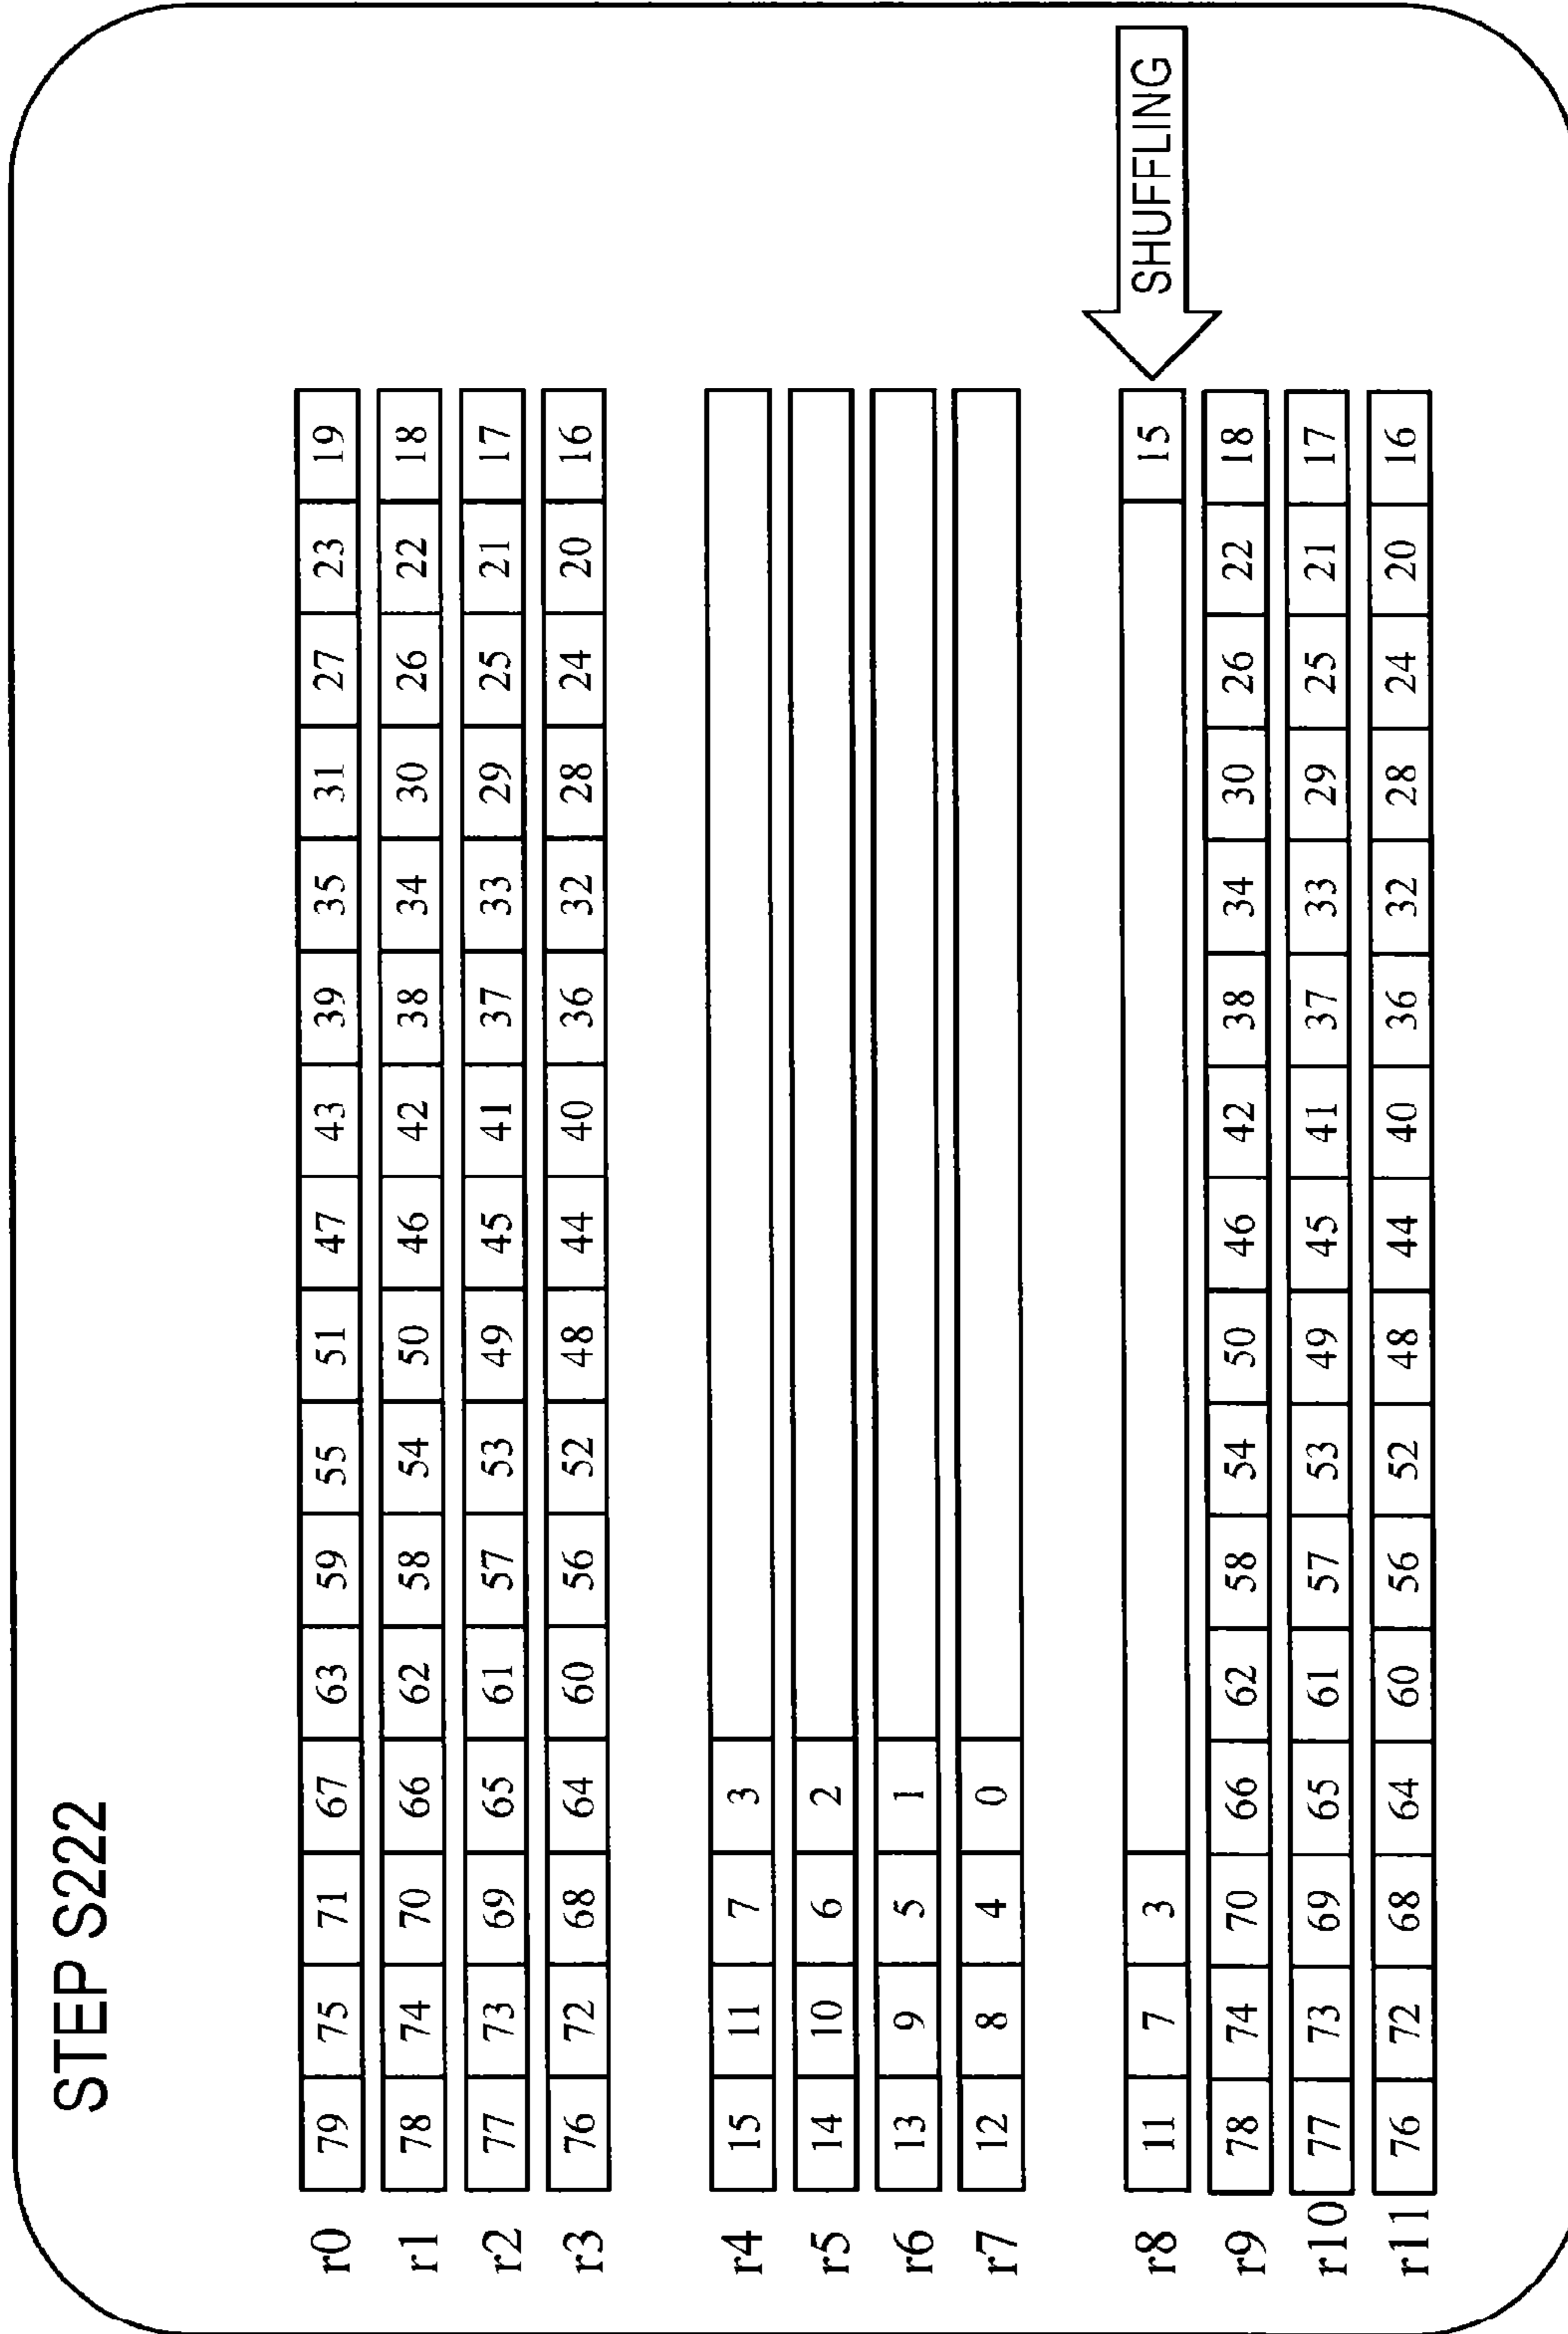 STEP S222
r0 79 75 71 67 63 59 55 51 47 43 39 35 31 27 23 19
r1 78 74 70 66 62 58 54 50 46 42 38 34 30 26 22 18
r2 77 73 69 65 61 57 53 49 45 41 37 33 29 25 21 17
r3 76 72 68 64 60 56 52 48 44 40 36 32 28 24 20 16
r4 15 11 7 3
r5 14 10 6 2
r6 13 9 5 1
r7 12 8 4 0
r8 11 7 3 15 SHUFFLING
r9 78 74 70 66 62 58 54 50 46 42 38 34 30 26 22 18
r10 77 73 69 65 61 57 53 49 45 41 37 33 29 25 21 17
r11 76 72 68 64 60 56 52 48 44 40 36 32 28 24 20 16